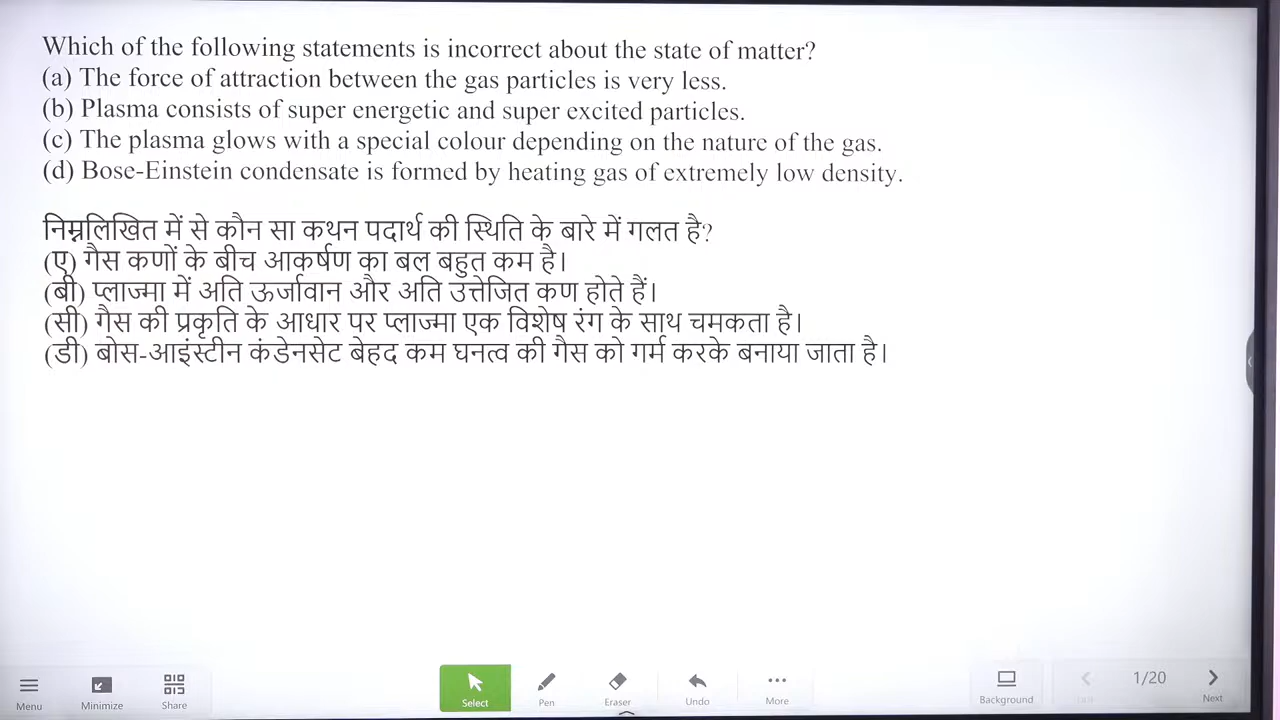 Which of the following statements is incorrect about the state of matter?
(a) The force of attraction between the gas particles is very less.
(b) Plasma consists of super energetic and super excited particles.
(c) The plasma glows with a special colour depending on the nature of the gas.
(d) Bose-Einstein condensate is formed by heating gas of extremely low density.
निम्नलिखित में से कौन सा कथन पदार्थ की स्थिति के बारे में गलत है?
(ए) गैस कणों के बीच आकर्षण का बल बहुत कम है।
(बी) प्लाज्मा में अति ऊर्जावान और अति उत्तेजित कण होते हैं।
(सी) गैस की प्रकृति के आधार पर प्लाज्मा एक विशेष रंग के साथ चमकता है।
(डी) बोस-आइंस्टीन कंडेनसेट बेहद कम घनत्व की गैस को गर्म करके बनाया जाता है।
Menu Minimize Share Select Pen Eraser Undo More Background Last 1/20 Next